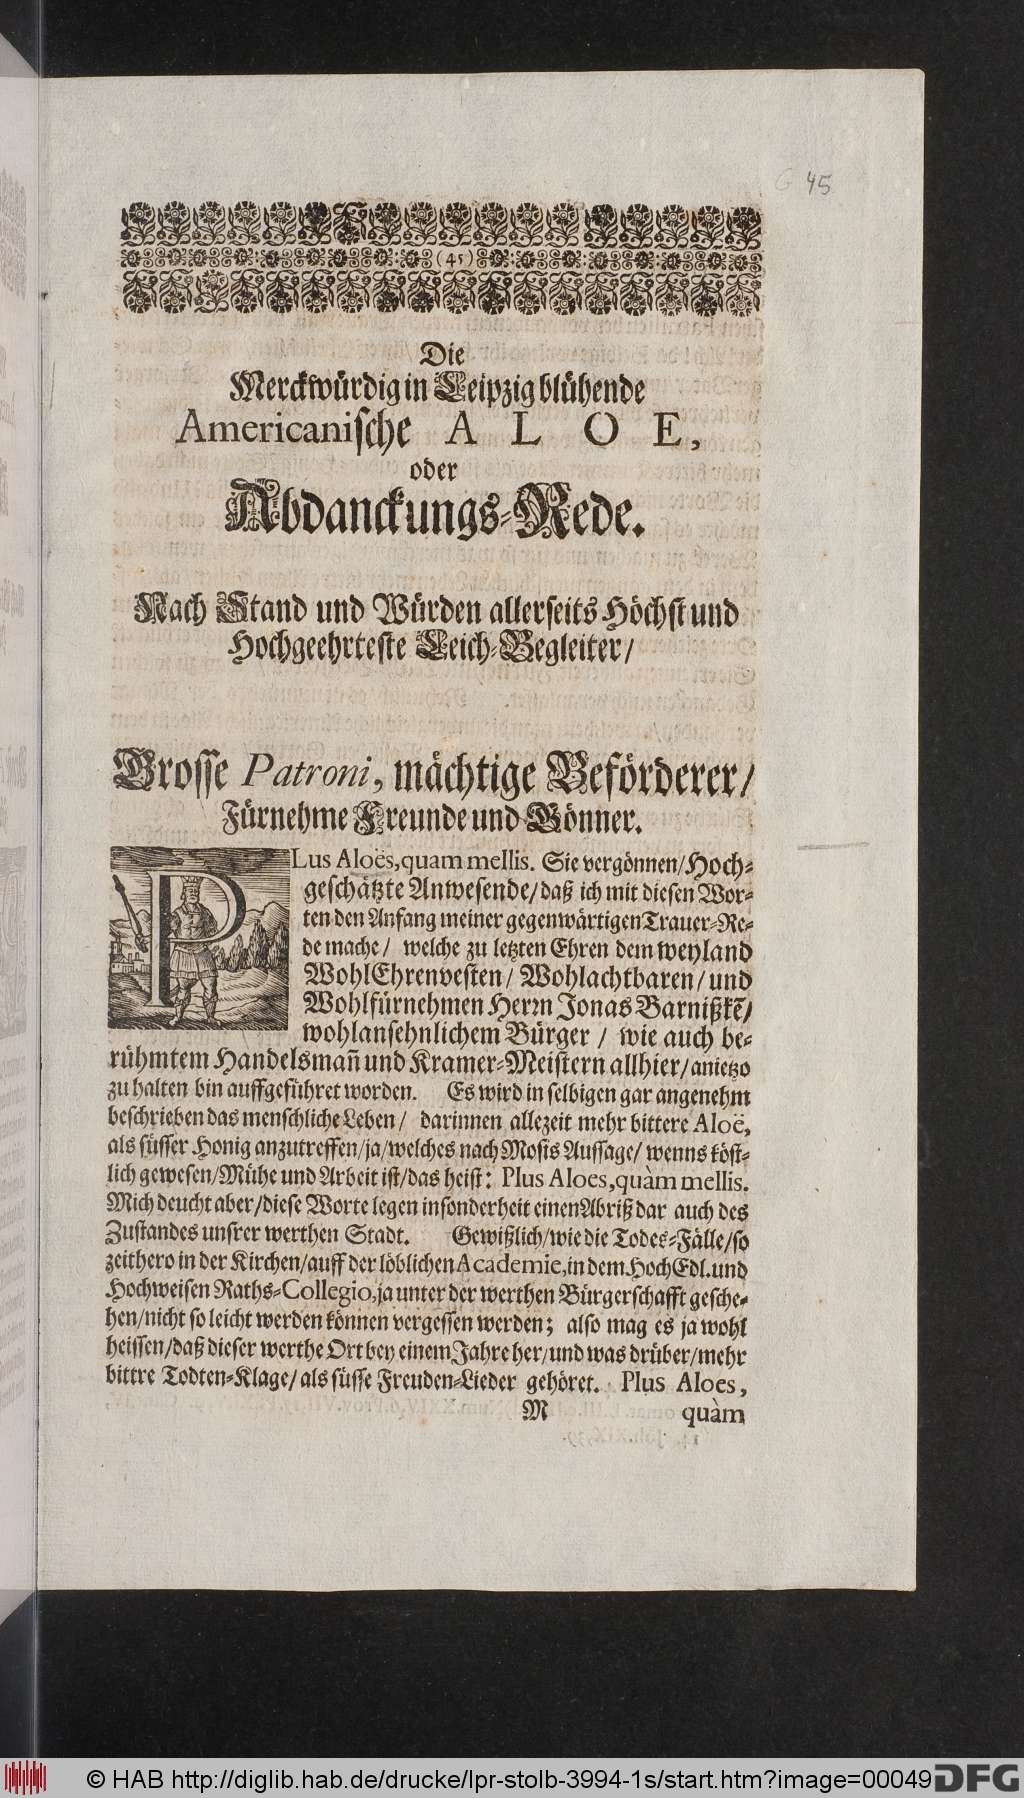 45
(45)
Die
Merckwürdig in Leipzig blühende
Americanische ALOE,
oder
Abdanckungs-Rede.
Nach Stand und Würden allerseits Höchst und
Hochgeehrteste Leich-Begleiter/
Grosse Patroni, mächtige Beförderer/
Fürnehme Freunde und Gönner.
PLus Aloës, quam mellis. Sie vergönnen/Hoch-
geschätzte Anwesende/daß ich mit diesen Wor-
ten den Anfang meiner gegenwärtigen Trauer-Re-
de mache/ welche zu letzten Ehren dem weyland
WohlEhrenvesten/ Wohlachtbaren/ und
Wohlfürnehmen Herrn Jonas Barnißkẽ/
wohlansehnlichem Bürger/ wie auch be-
rühmtem Handelsmañ und Kramer-Meistern allhier/anietzo
zu halten bin auffgeführet worden. Es wird in selbigen gar angenehm
beschrieben das menschliche Leben/ darinnen allezeit mehr bittere Aloë,
als süsser Honig anzutreffen/ja/welches nach Mosis Aussage/ wenns köst-
lich gewesen/Mühe und Arbeit ist/das heist: Plus Aloes, quàm mellis.
Mich deucht aber/diese Worte legen insonderheit einen Abriß dar auch des
Zustandes unsrer werthen Stadt. Gewißlich/wie die Todes-Fälle/so
zeithero in der Kirchen/auff der löblichen Academie, in dem HochEdl. und
Hochweisen Raths-Collegio, ja unter der werthen Bürgerschafft gesche-
hen/nicht so leicht werden können vergessen werden; also mag es ja wohl
heissen/daß dieser werthe Ort bey einem Jahre her/und was drüber/mehr
bittre Todten-Klage/als süsse Freuden-Lieder gehöret. Plus Aloes,
M quàm
© HAB http://diglib.hab.de/drucke/lpr-stolb-3994-1s/start.htm?image=00049
DFG